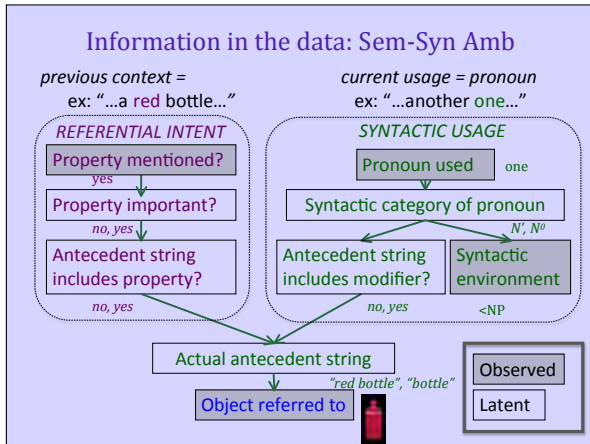 Information in the data: Sem-Syn Amb
previous context =
ex: “…a red bottle…”
current usage = pronoun
ex: “…another one…”
REFERENTIAL INTENT
Property mentioned?
yes
Property important?
no, yes
Antecedent string
includes property?
no, yes
SYNTACTIC USAGE
Pronoun used
one
Syntactic category of pronoun
N’, N⁰
Antecedent string
includes modifier?
no, yes
Syntactic
environment
<NP
Actual antecedent string
“red bottle”, “bottle”
Object referred to
Observed
Latent